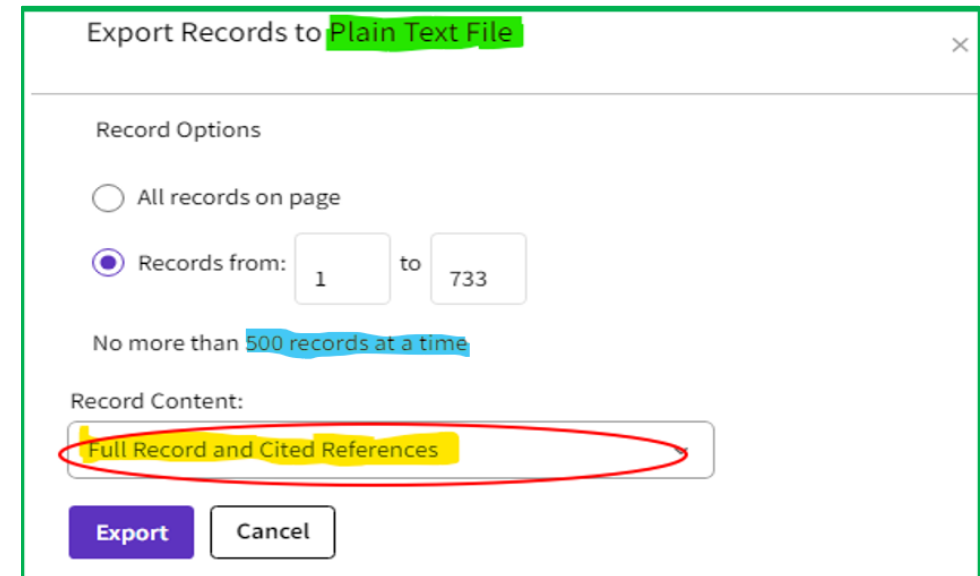 Export Records to Plain Text File
Record Options
All records on page
Records from: 1 to 733
No more than 500 records at a time
Record Content:
Full Record and Cited References
Export Cancel